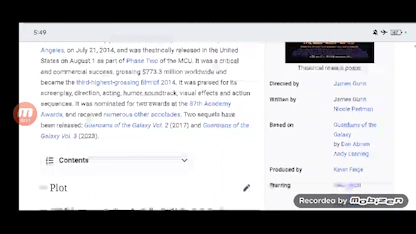 5:49
Angeles, on July 21, 2014, and was theatrically released in the United
States on August 1 as part of Phase Two of the MCU. It was a critical
and commercial success, grossing $773.3 million worldwide and
became the third-highest-grossing film of 2014. It was praised for its
screenplay, direction, acting, humor, soundtrack, visual effects and action
sequences. It was nominated for two awards at the 87th Academy
Awards, and received numerous other accolades. Two sequels have
been released: Guardians of the Galaxy Vol. 2 (2017) and Guardians of the
Galaxy Vol. 3 (2023).
Contents
Plot
Theatrical release poster
Directed by James Gunn
Written by James Gunn
Nicole Perlman
Based on Guardians of the
Galaxy
by Dan Abnett
Andy Lanning
Produced by Kevin Feige
Starring
Recorded by MOBIZEN